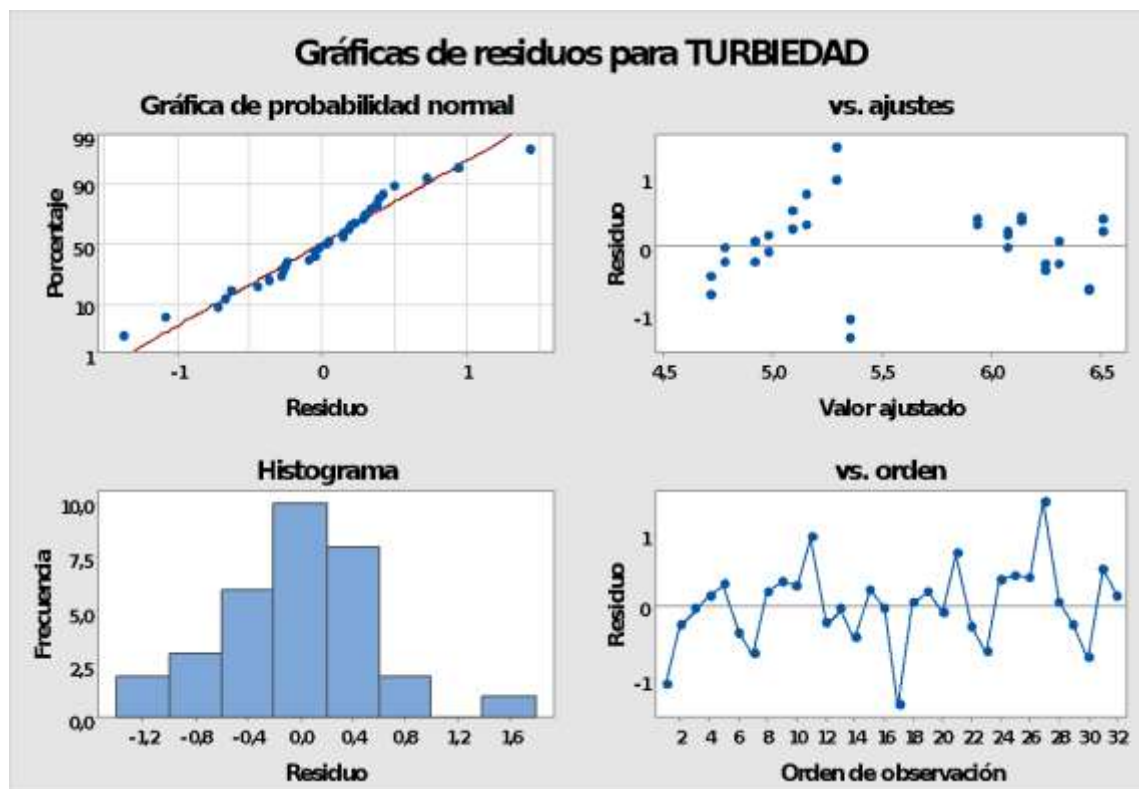 Gráficas de residuos para TURBIEDAD
Gráfica de probabilidad normal
99
90
50
10
1
Porcentaje
-1 0 1
Residuo
vs. ajustes
1
0
-1
Residuo
4,5 5,0 5,5 6,0 6,5
Valor ajustado
Histograma
10,0
7,5
5,0
2,5
0,0
Frecuencia
-1,2 -0,8 -0,4 0,0 0,4 0,8 1,2 1,6
Residuo
vs. orden
1
0
-1
Residuo
2 4 6 8 10 12 14 16 18 20 22 24 26 28 30 32
Orden de observación